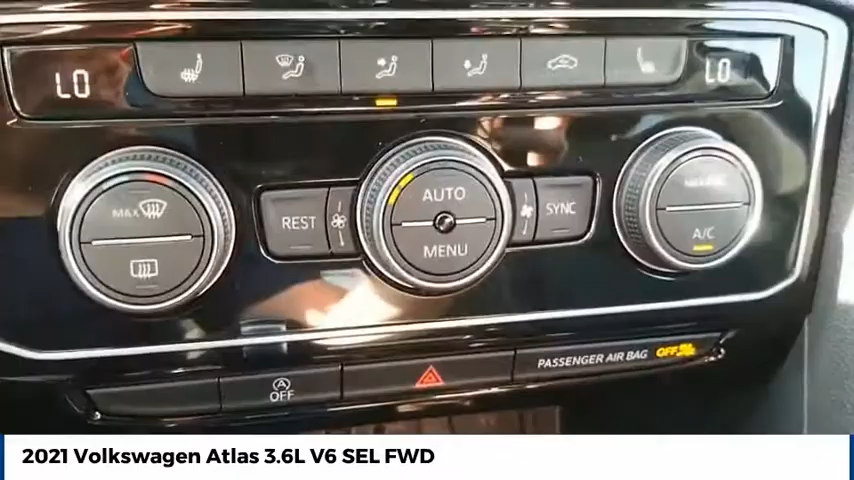 LO
LO
MAX
AUTO
MENU
REST
SYNC
A/C
OFF
PASSENGER AIR BAG OFF
2021 Volkswagen Atlas 3.6L V6 SEL FWD